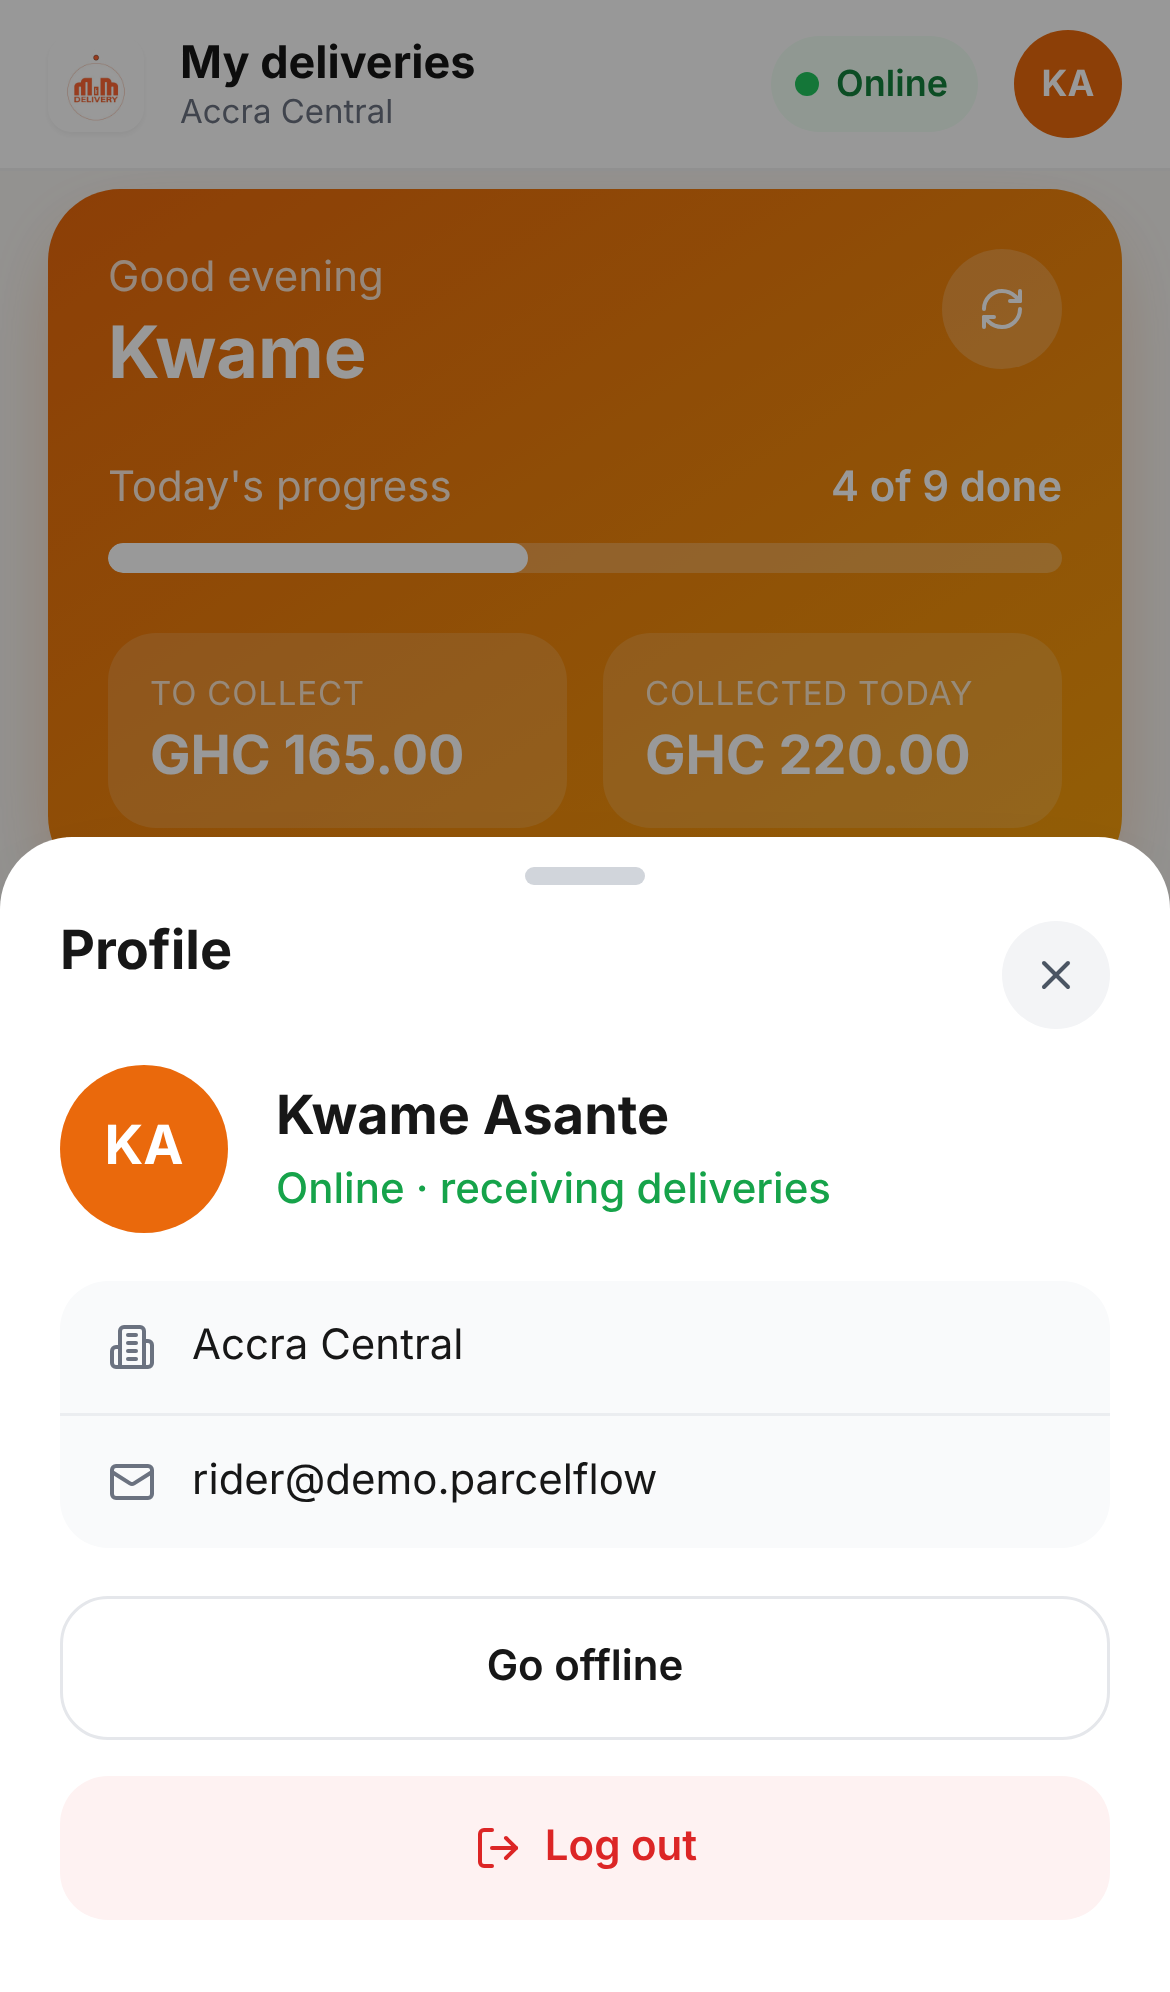 DELIVERY
My deliveries
Accra Central
Online
KA
Good evening
Kwame
Today's progress
4 of 9 done
TO COLLECT
GHC 165.00
COLLECTED TODAY
GHC 220.00
Profile
KA
Kwame Asante
Online · receiving deliveries
Accra Central
rider@demo.parcelflow
Go offline
Log out